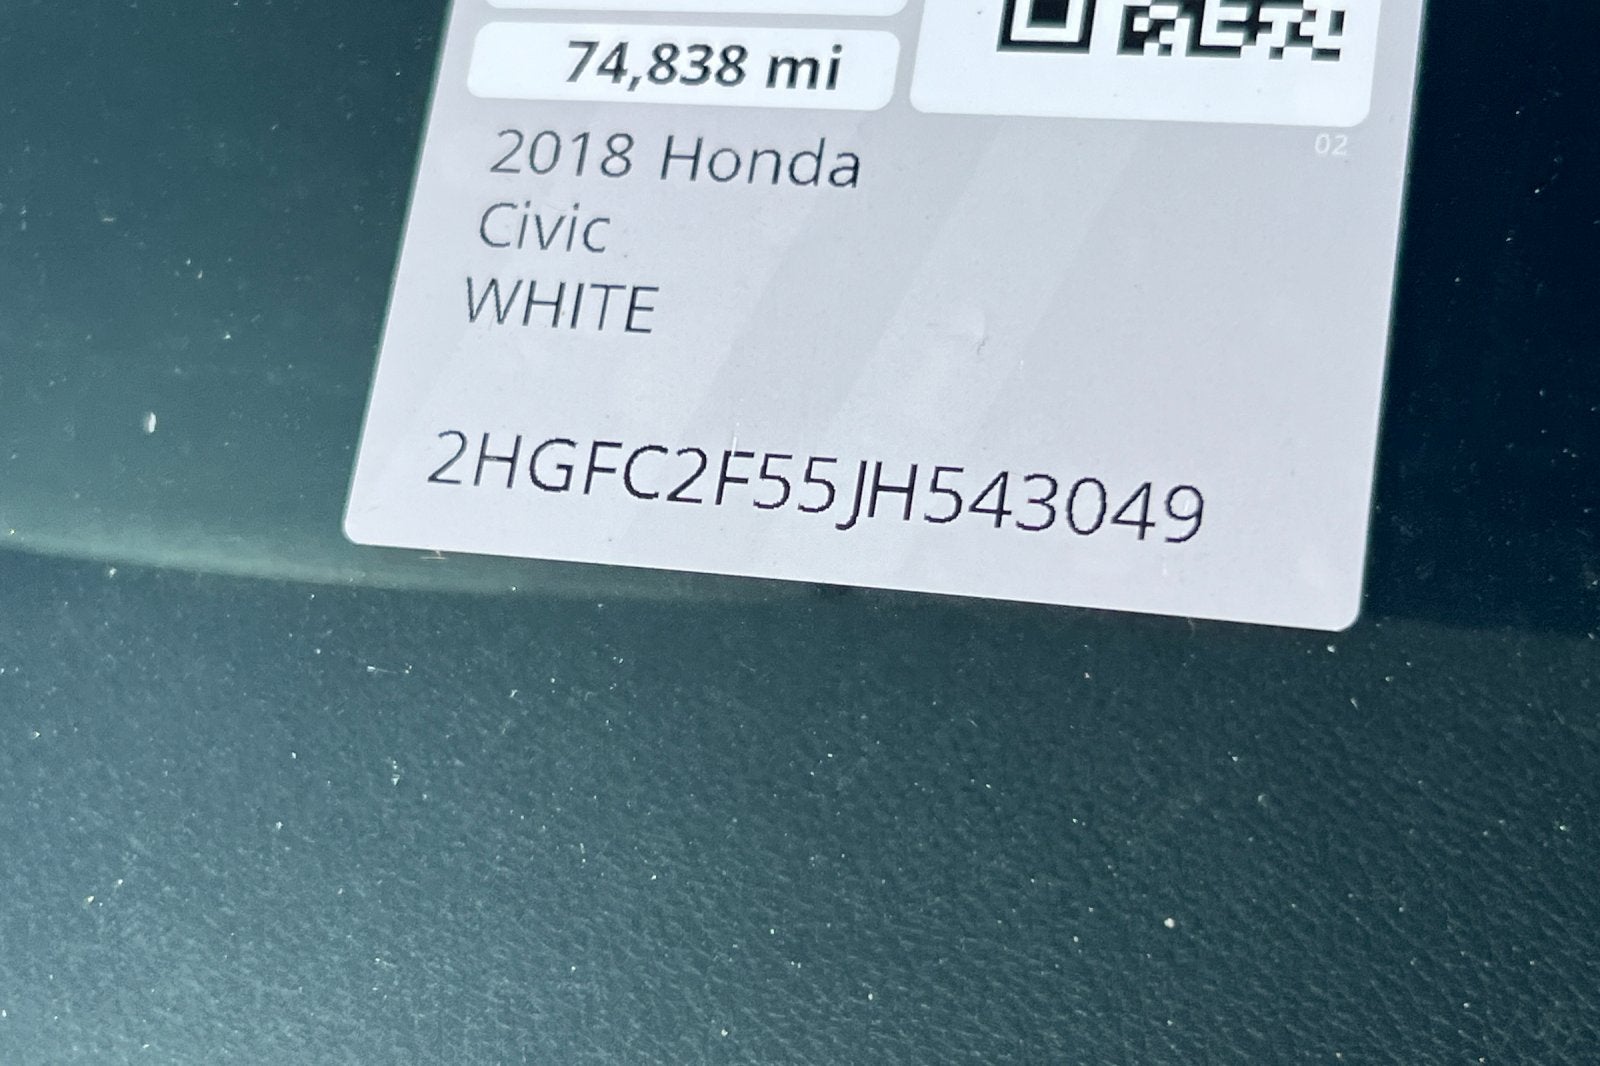 74,838 mi
02
2018 Honda
Civic
WHITE
2HGFC2F55JH543049